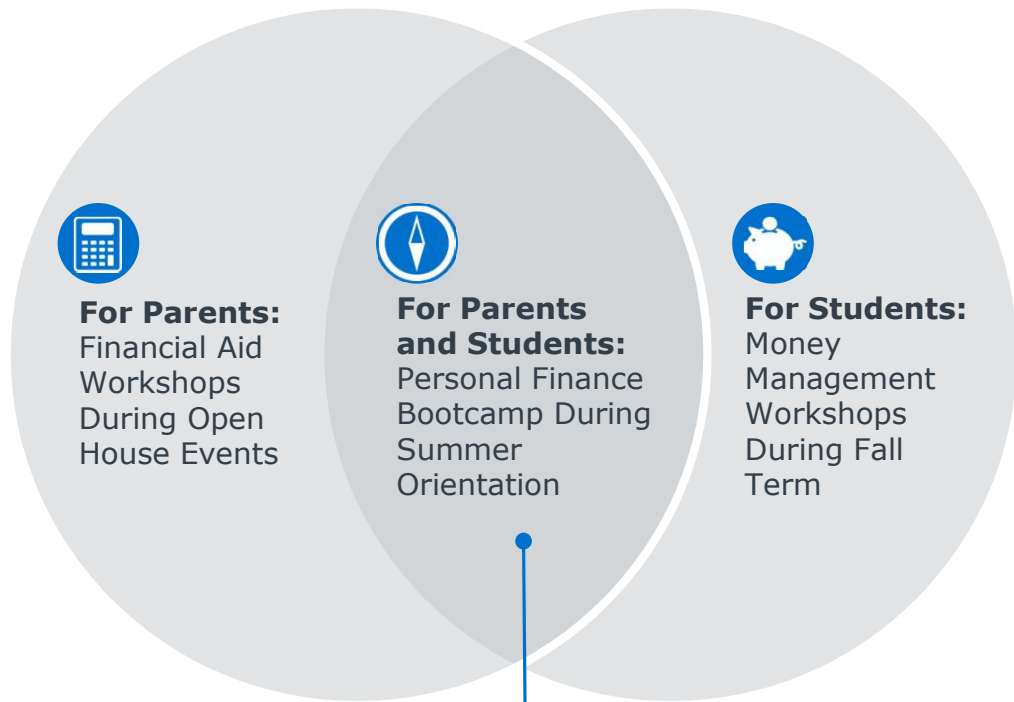 For Parents:
Financial Aid
Workshops
During Open
House Events
For Parents
and Students:
Personal Finance
Bootcamp During
Summer
Orientation
For Students:
Money
Management
Workshops
During Fall
Term